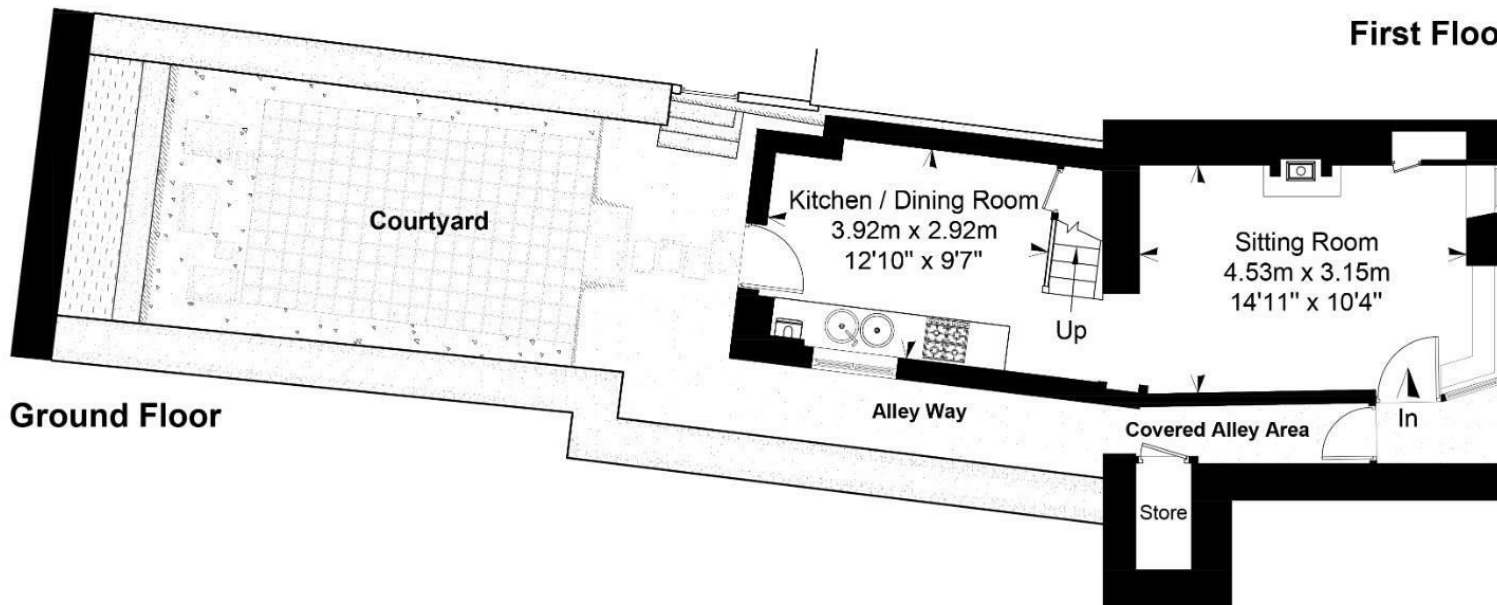 First Floo
Kitchen / Dining Room
3.92m x 2.92m
12'10" x 9'7"
Courtyard
Sitting Room
4.53m x 3.15m
14'11" x 10'4"
Up
Ground Floor
Alley Way
Covered Alley Area
In
Store